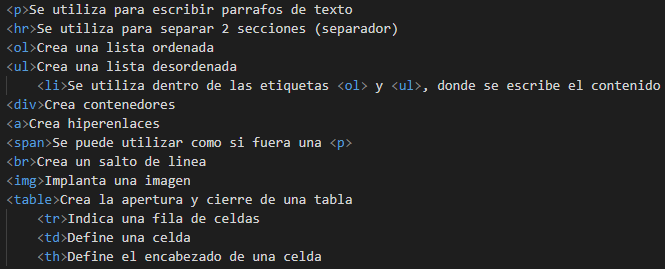 <p>Se utiliza para escribir parrafos de texto
<hr>Se utiliza para separar 2 secciones (separador)
<ol>Crea una lista ordenada
<ul>Crea una lista desordenada
<li>Se utiliza dentro de las etiquetas <ol> y <ul>, donde se escribe el contenido
<div>Crea contenedores
<a>Crea hiperenlaces
<span>Se puede utilizar como si fuera una <p>
<br>Crea un salto de linea
<img>Implanta una imagen
<table>Crea la apertura y cierre de una tabla
<tr>Indica una fila de celdas
<td>Define una celda
<th>Define el encabezado de una celda